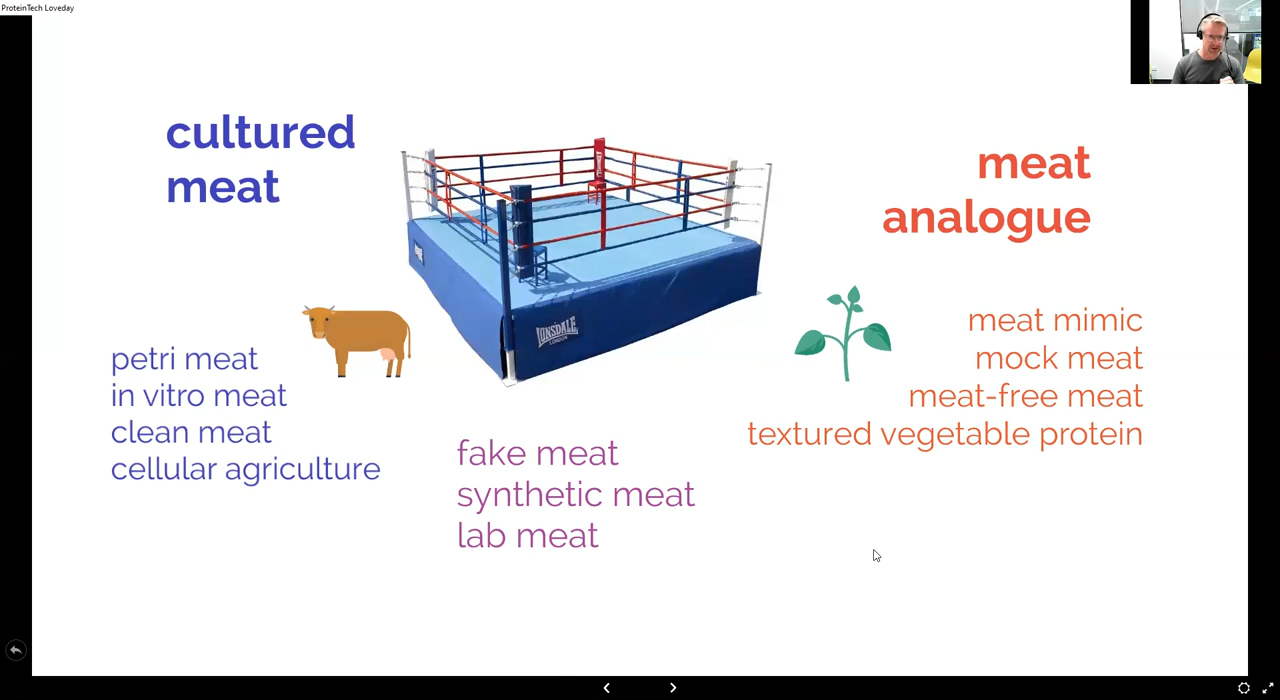 ProteinTech Loveday
cultured
meat
meat
analogue
LONSDALE
LONDON
petri meat
in vitro meat
clean meat
cellular agriculture
meat mimic
mock meat
meat-free meat
textured vegetable protein
fake meat
synthetic meat
lab meat